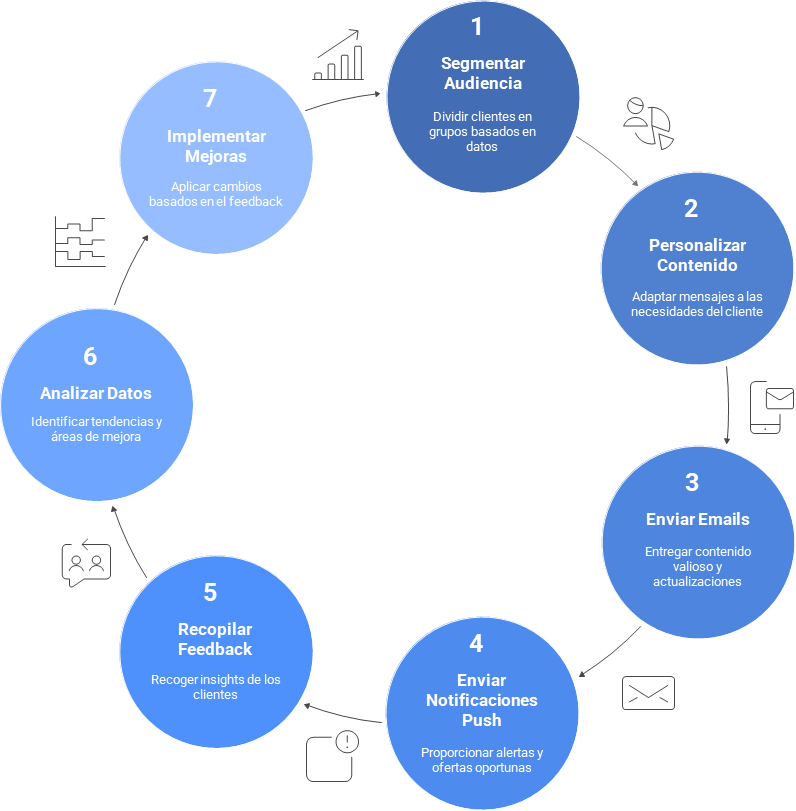 1
Segmentar
Audiencia
Dividir clientes en
grupos basados en
datos
2
Personalizar
Contenido
Adaptar mensajes a las
necesidades del cliente
3
Enviar Emails
Entregar contenido
valioso y
actualizaciones
4
Enviar
Notificaciones
Push
Proporcionar alertas y
ofertas oportunas
5
Recopilar
Feedback
Recoger insights de los
clientes
6
Analizar Datos
Identificar tendencias y
áreas de mejora
7
Implementar
Mejoras
Aplicar cambios
basados en el feedback